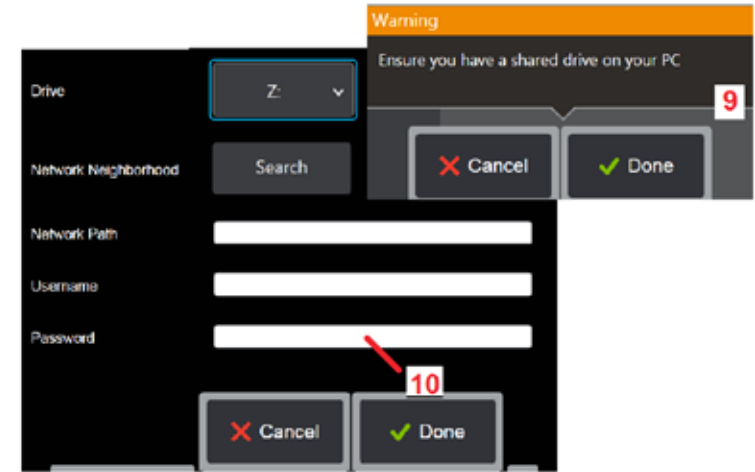 Warning
Ensure you have a shared drive on your PC
9
Cancel
Done
Drive
Z:
Network Neighborhood
Search
Network Path
Username
Password
10
Cancel
Done